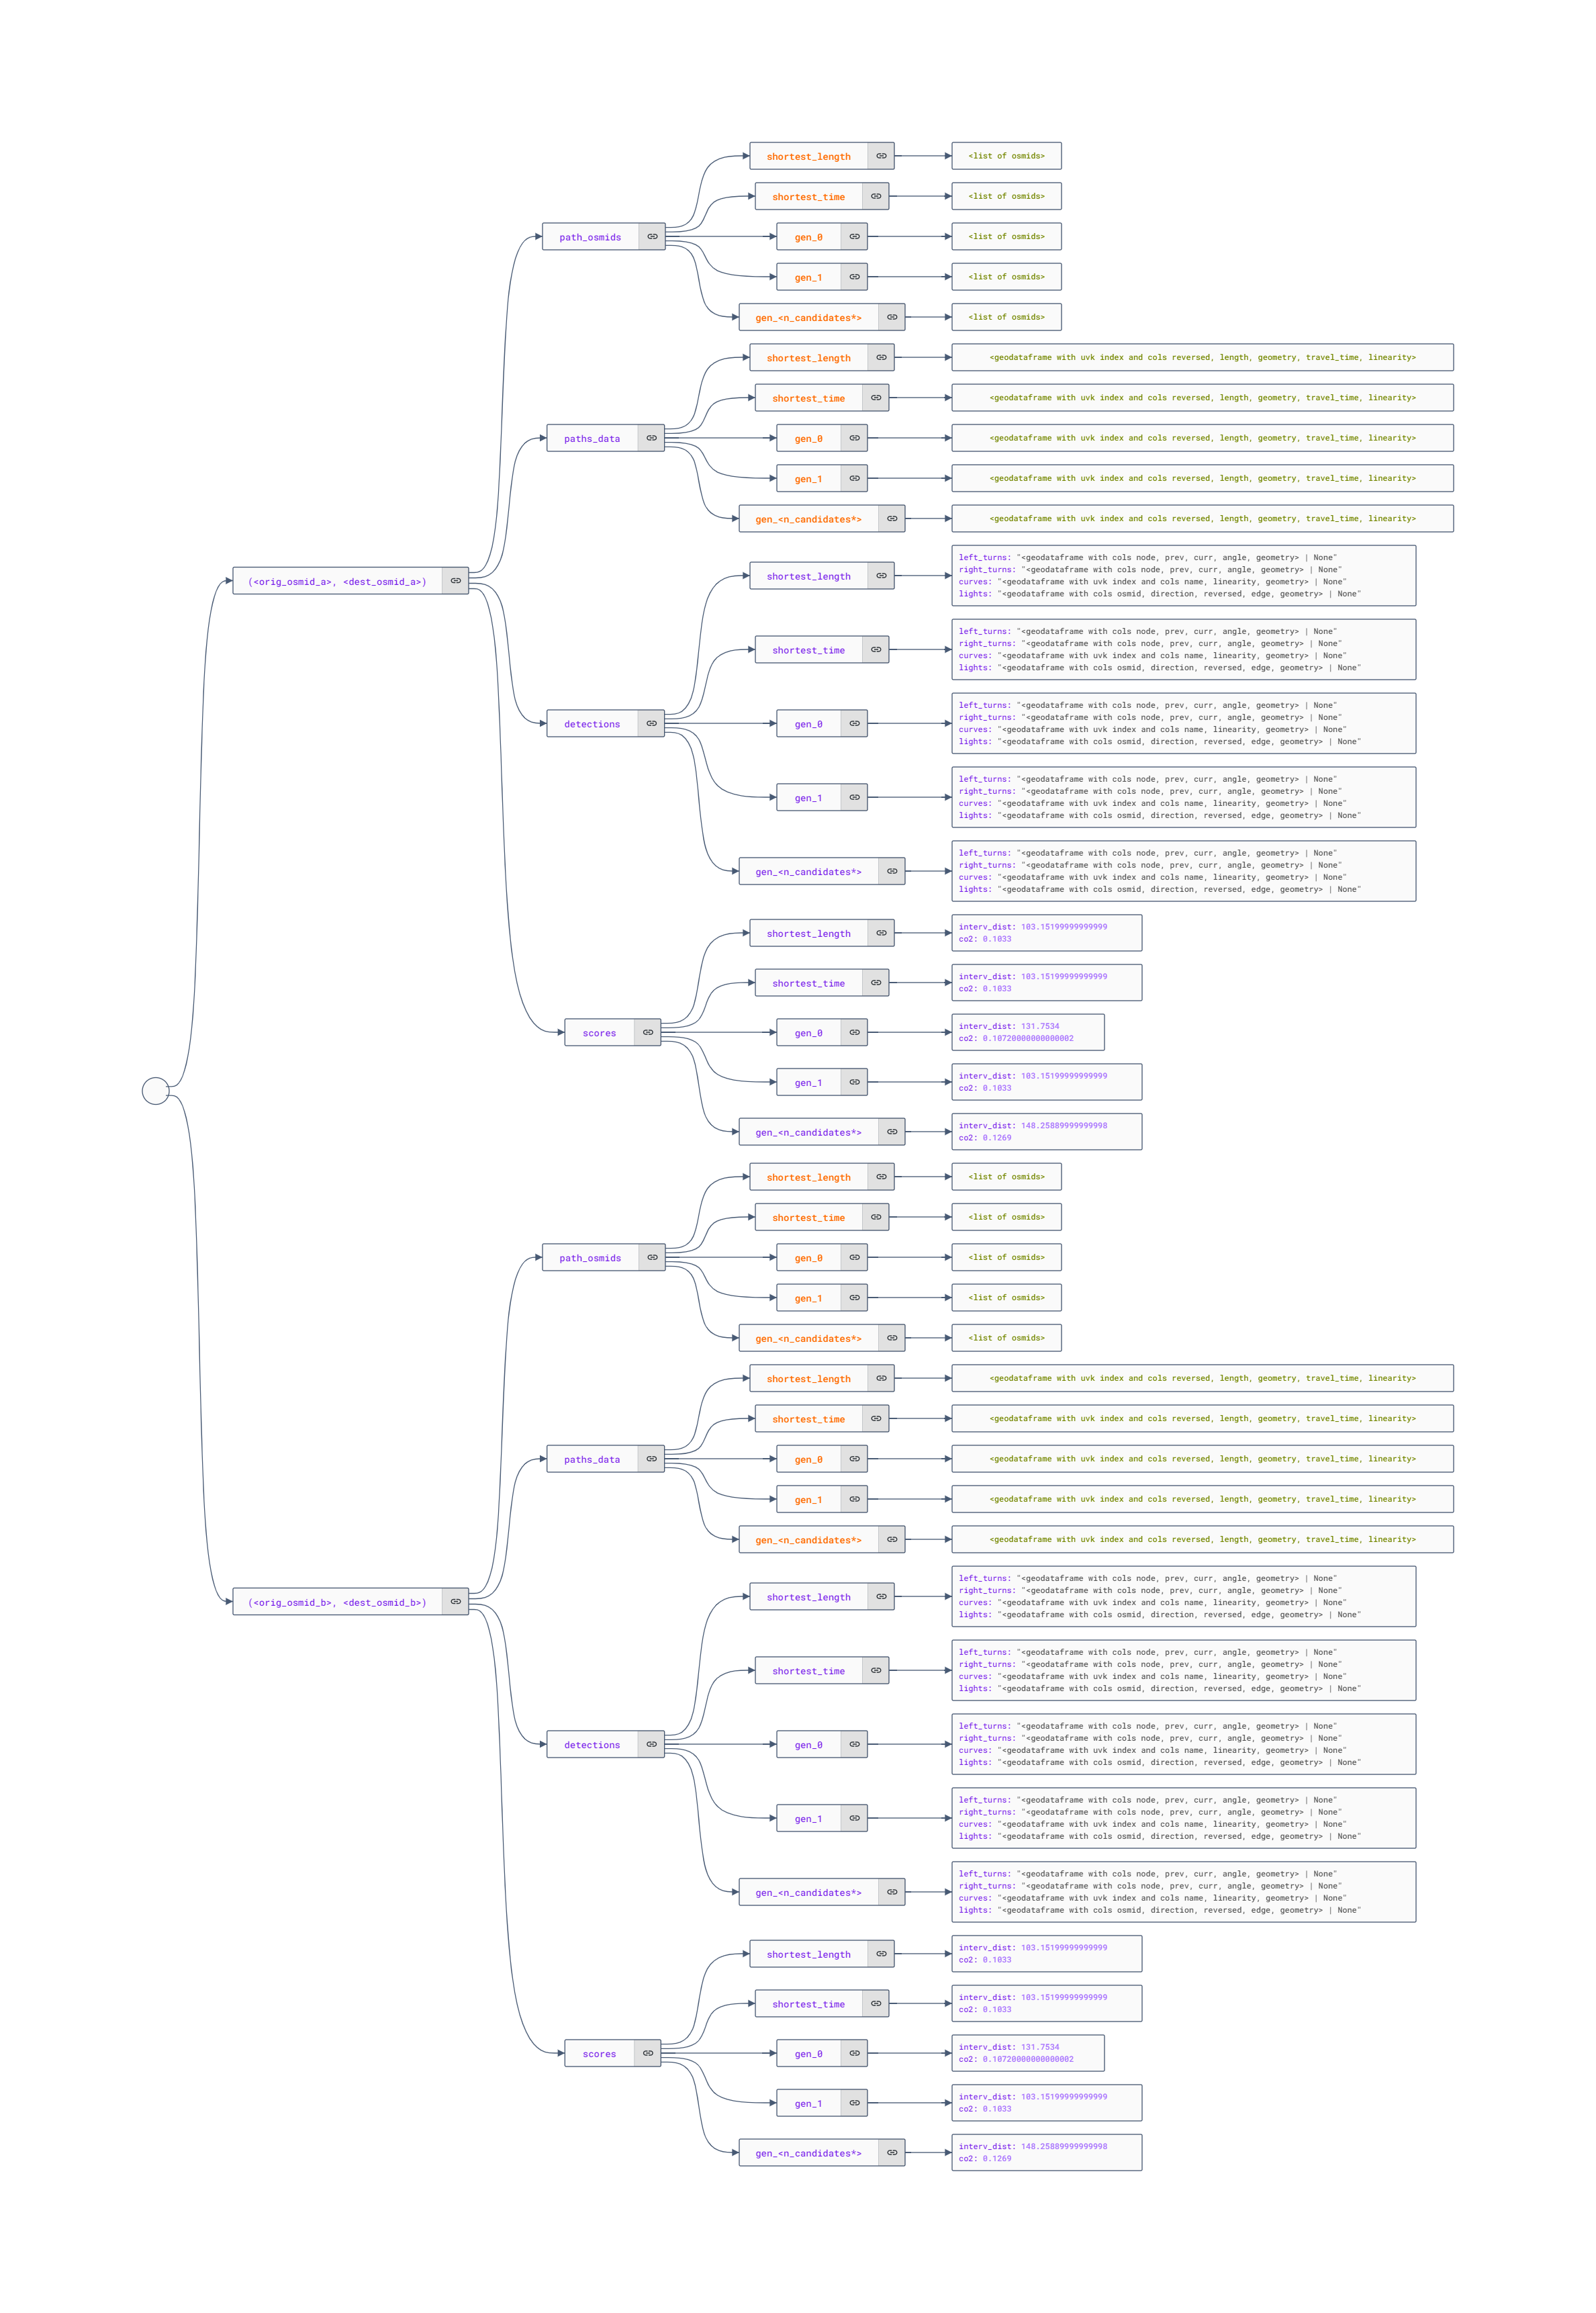 (<orig_osmid_a>, <dest_osmid_a>)
path_osmids
shortest_length
<list of osmids>
shortest_time
<list of osmids>
gen_0
<list of osmids>
gen_1
<list of osmids>
gen_<n_candidates*>
<list of osmids>
paths_data
shortest_length
<geodataframe with uvk index and cols reversed, length, geometry, travel_time, linearity>
shortest_time
<geodataframe with uvk index and cols reversed, length, geometry, travel_time, linearity>
gen_0
<geodataframe with uvk index and cols reversed, length, geometry, travel_time, linearity>
gen_1
<geodataframe with uvk index and cols reversed, length, geometry, travel_time, linearity>
gen_<n_candidates*>
<geodataframe with uvk index and cols reversed, length, geometry, travel_time, linearity>
detections
shortest_length
left_turns: "<geodataframe with cols node, prev, curr, angle, geometry> | None"
right_turns: "<geodataframe with cols node, prev, curr, angle, geometry> | None"
curves: "<geodataframe with uvk index and cols name, linearity, geometry> | None"
lights: "<geodataframe with cols osmid, direction, reversed, edge, geometry> | None"
shortest_time
left_turns: "<geodataframe with cols node, prev, curr, angle, geometry> | None"
right_turns: "<geodataframe with cols node, prev, curr, angle, geometry> | None"
curves: "<geodataframe with uvk index and cols name, linearity, geometry> | None"
lights: "<geodataframe with cols osmid, direction, reversed, edge, geometry> | None"
gen_0
left_turns: "<geodataframe with cols node, prev, curr, angle, geometry> | None"
right_turns: "<geodataframe with cols node, prev, curr, angle, geometry> | None"
curves: "<geodataframe with uvk index and cols name, linearity, geometry> | None"
lights: "<geodataframe with cols osmid, direction, reversed, edge, geometry> | None"
gen_1
left_turns: "<geodataframe with cols node, prev, curr, angle, geometry> | None"
right_turns: "<geodataframe with cols node, prev, curr, angle, geometry> | None"
curves: "<geodataframe with uvk index and cols name, linearity, geometry> | None"
lights: "<geodataframe with cols osmid, direction, reversed, edge, geometry> | None"
gen_<n_candidates*>
left_turns: "<geodataframe with cols node, prev, curr, angle, geometry> | None"
right_turns: "<geodataframe with cols node, prev, curr, angle, geometry> | None"
curves: "<geodataframe with uvk index and cols name, linearity, geometry> | None"
lights: "<geodataframe with cols osmid, direction, reversed, edge, geometry> | None"
scores
shortest_length
interv_dist: 103.15199999999999
co2: 0.1033
shortest_time
interv_dist: 103.15199999999999
co2: 0.1033
gen_0
interv_dist: 131.7534
co2: 0.10720000000000002
gen_1
interv_dist: 103.15199999999999
co2: 0.1033
gen_<n_candidates*>
interv_dist: 148.25889999999998
co2: 0.1269
(<orig_osmid_b>, <dest_osmid_b>)
path_osmids
shortest_length
<list of osmids>
shortest_time
<list of osmids>
gen_0
<list of osmids>
gen_1
<list of osmids>
gen_<n_candidates*>
<list of osmids>
paths_data
shortest_length
<geodataframe with uvk index and cols reversed, length, geometry, travel_time, linearity>
shortest_time
<geodataframe with uvk index and cols reversed, length, geometry, travel_time, linearity>
gen_0
<geodataframe with uvk index and cols reversed, length, geometry, travel_time, linearity>
gen_1
<geodataframe with uvk index and cols reversed, length, geometry, travel_time, linearity>
gen_<n_candidates*>
<geodataframe with uvk index and cols reversed, length, geometry, travel_time, linearity>
detections
shortest_length
left_turns: "<geodataframe with cols node, prev, curr, angle, geometry> | None"
right_turns: "<geodataframe with cols node, prev, curr, angle, geometry> | None"
curves: "<geodataframe with uvk index and cols name, linearity, geometry> | None"
lights: "<geodataframe with cols osmid, direction, reversed, edge, geometry> | None"
shortest_time
left_turns: "<geodataframe with cols node, prev, curr, angle, geometry> | None"
right_turns: "<geodataframe with cols node, prev, curr, angle, geometry> | None"
curves: "<geodataframe with uvk index and cols name, linearity, geometry> | None"
lights: "<geodataframe with cols osmid, direction, reversed, edge, geometry> | None"
gen_0
left_turns: "<geodataframe with cols node, prev, curr, angle, geometry> | None"
right_turns: "<geodataframe with cols node, prev, curr, angle, geometry> | None"
curves: "<geodataframe with uvk index and cols name, linearity, geometry> | None"
lights: "<geodataframe with cols osmid, direction, reversed, edge, geometry> | None"
gen_1
left_turns: "<geodataframe with cols node, prev, curr, angle, geometry> | None"
right_turns: "<geodataframe with cols node, prev, curr, angle, geometry> | None"
curves: "<geodataframe with uvk index and cols name, linearity, geometry> | None"
lights: "<geodataframe with cols osmid, direction, reversed, edge, geometry> | None"
gen_<n_candidates*>
left_turns: "<geodataframe with cols node, prev, curr, angle, geometry> | None"
right_turns: "<geodataframe with cols node, prev, curr, angle, geometry> | None"
curves: "<geodataframe with uvk index and cols name, linearity, geometry> | None"
lights: "<geodataframe with cols osmid, direction, reversed, edge, geometry> | None"
scores
shortest_length
interv_dist: 103.15199999999999
co2: 0.1033
shortest_time
interv_dist: 103.15199999999999
co2: 0.1033
gen_0
interv_dist: 131.7534
co2: 0.10720000000000002
gen_1
interv_dist: 103.15199999999999
co2: 0.1033
gen_<n_candidates*>
interv_dist: 148.25889999999998
co2: 0.1269